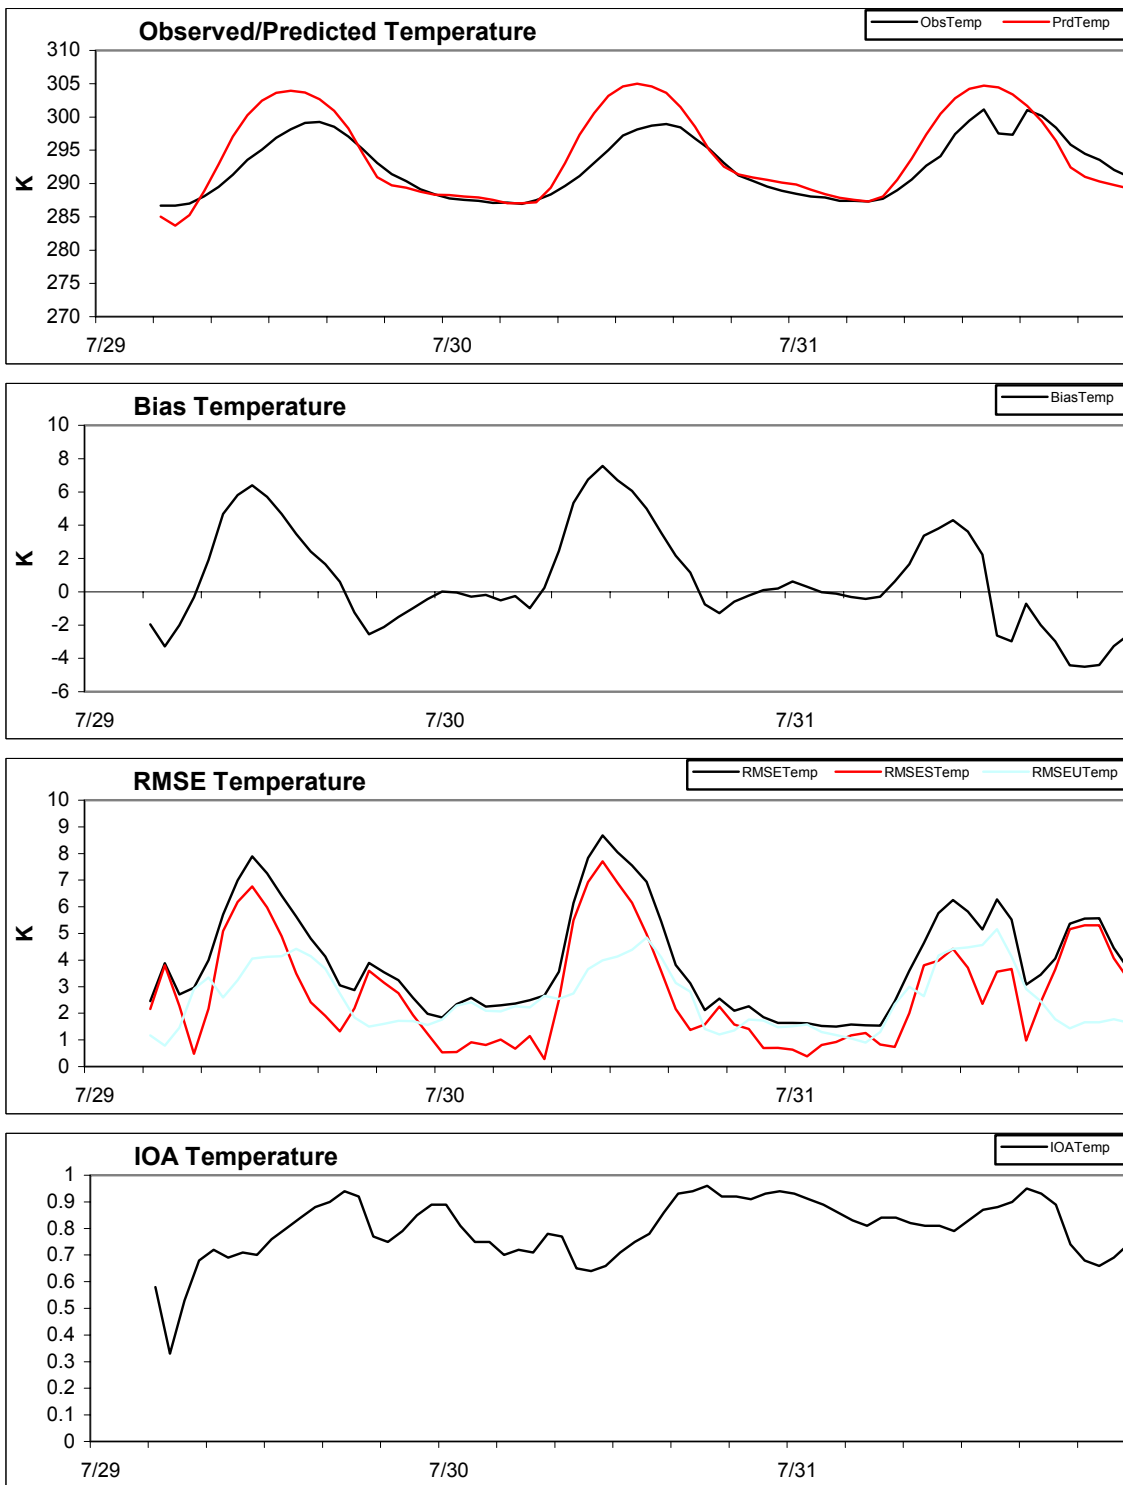 Observed/Predicted Temperature
ObsTemp PrdTemp
310
305
300
295
290
285
280
275
270
K
7/29 7/30 7/31
Bias Temperature
BiasTemp
10
8
6
4
2
0
-2
-4
-6
K
7/29 7/30 7/31
RMSE Temperature
RMSETemp RMSESTemp RMSEUTemp
10
9
8
7
6
5
4
3
2
1
0
K
7/29 7/30 7/31
IOA Temperature
IOATemp
1
0.9
0.8
0.7
0.6
0.5
0.4
0.3
0.2
0.1
0
7/29 7/30 7/31